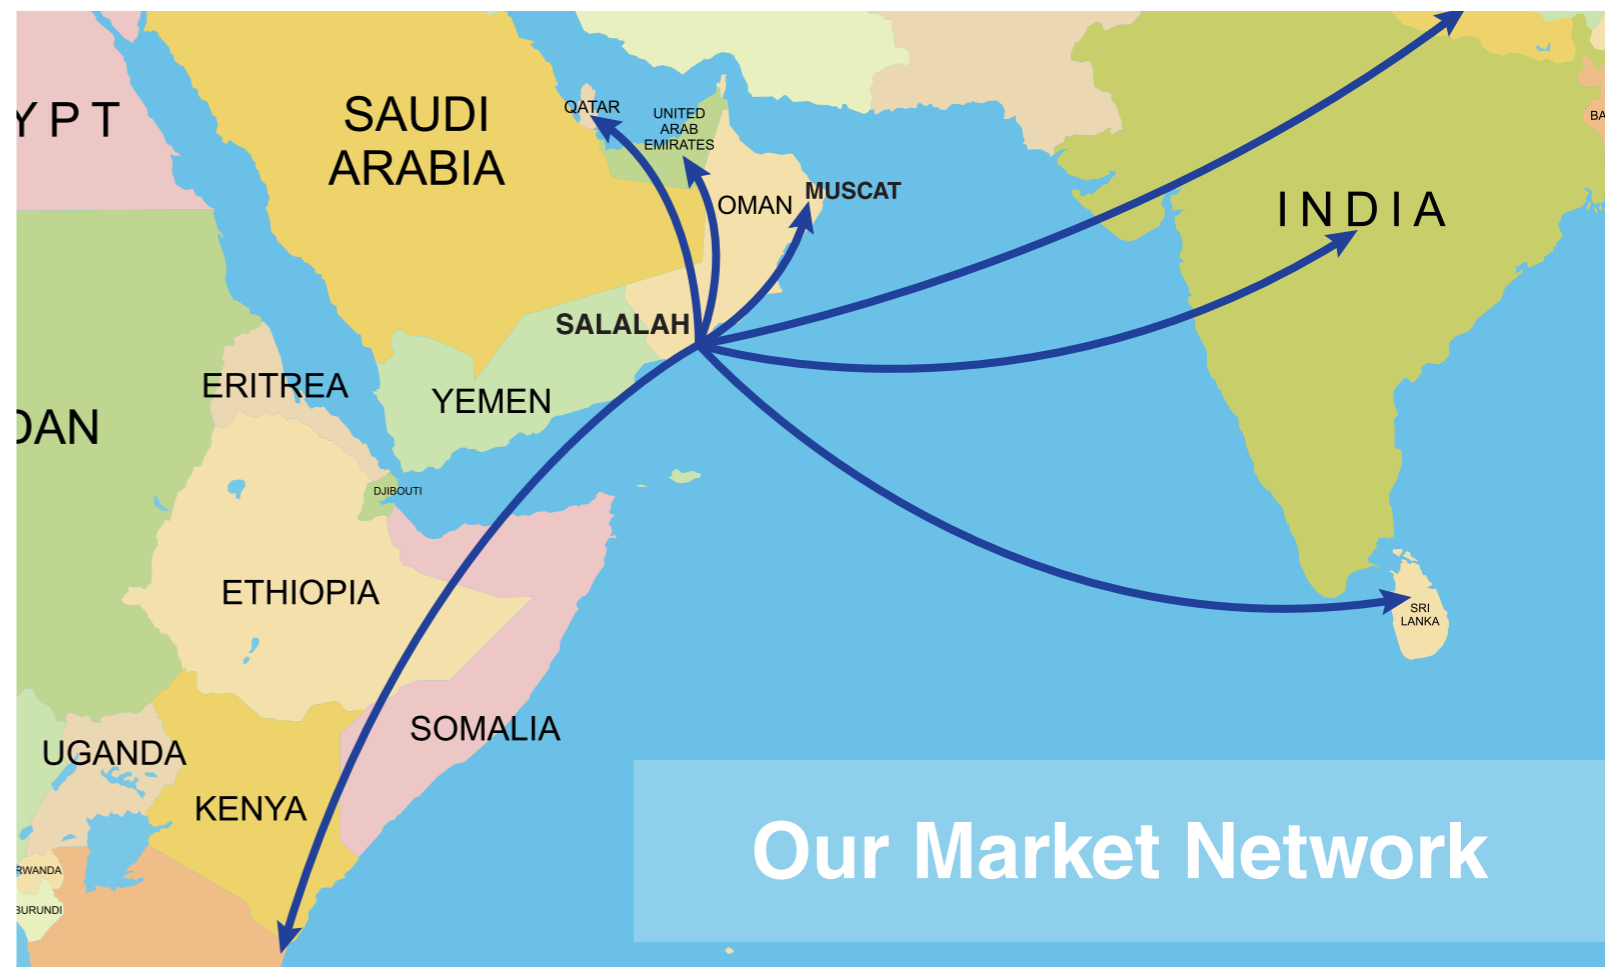 YPT
SAUDI
ARABIA
QATAR
UNITED
ARAB
EMIRATES
OMAN
MUSCAT
INDIA
BA
SALALAH
ERITREA
YEMEN
DAN
DJIBOUTI
ETHIOPIA
SRI
LANKA
SOMALIA
UGANDA
KENYA
RWANDA
BURUNDI
Our Market Network